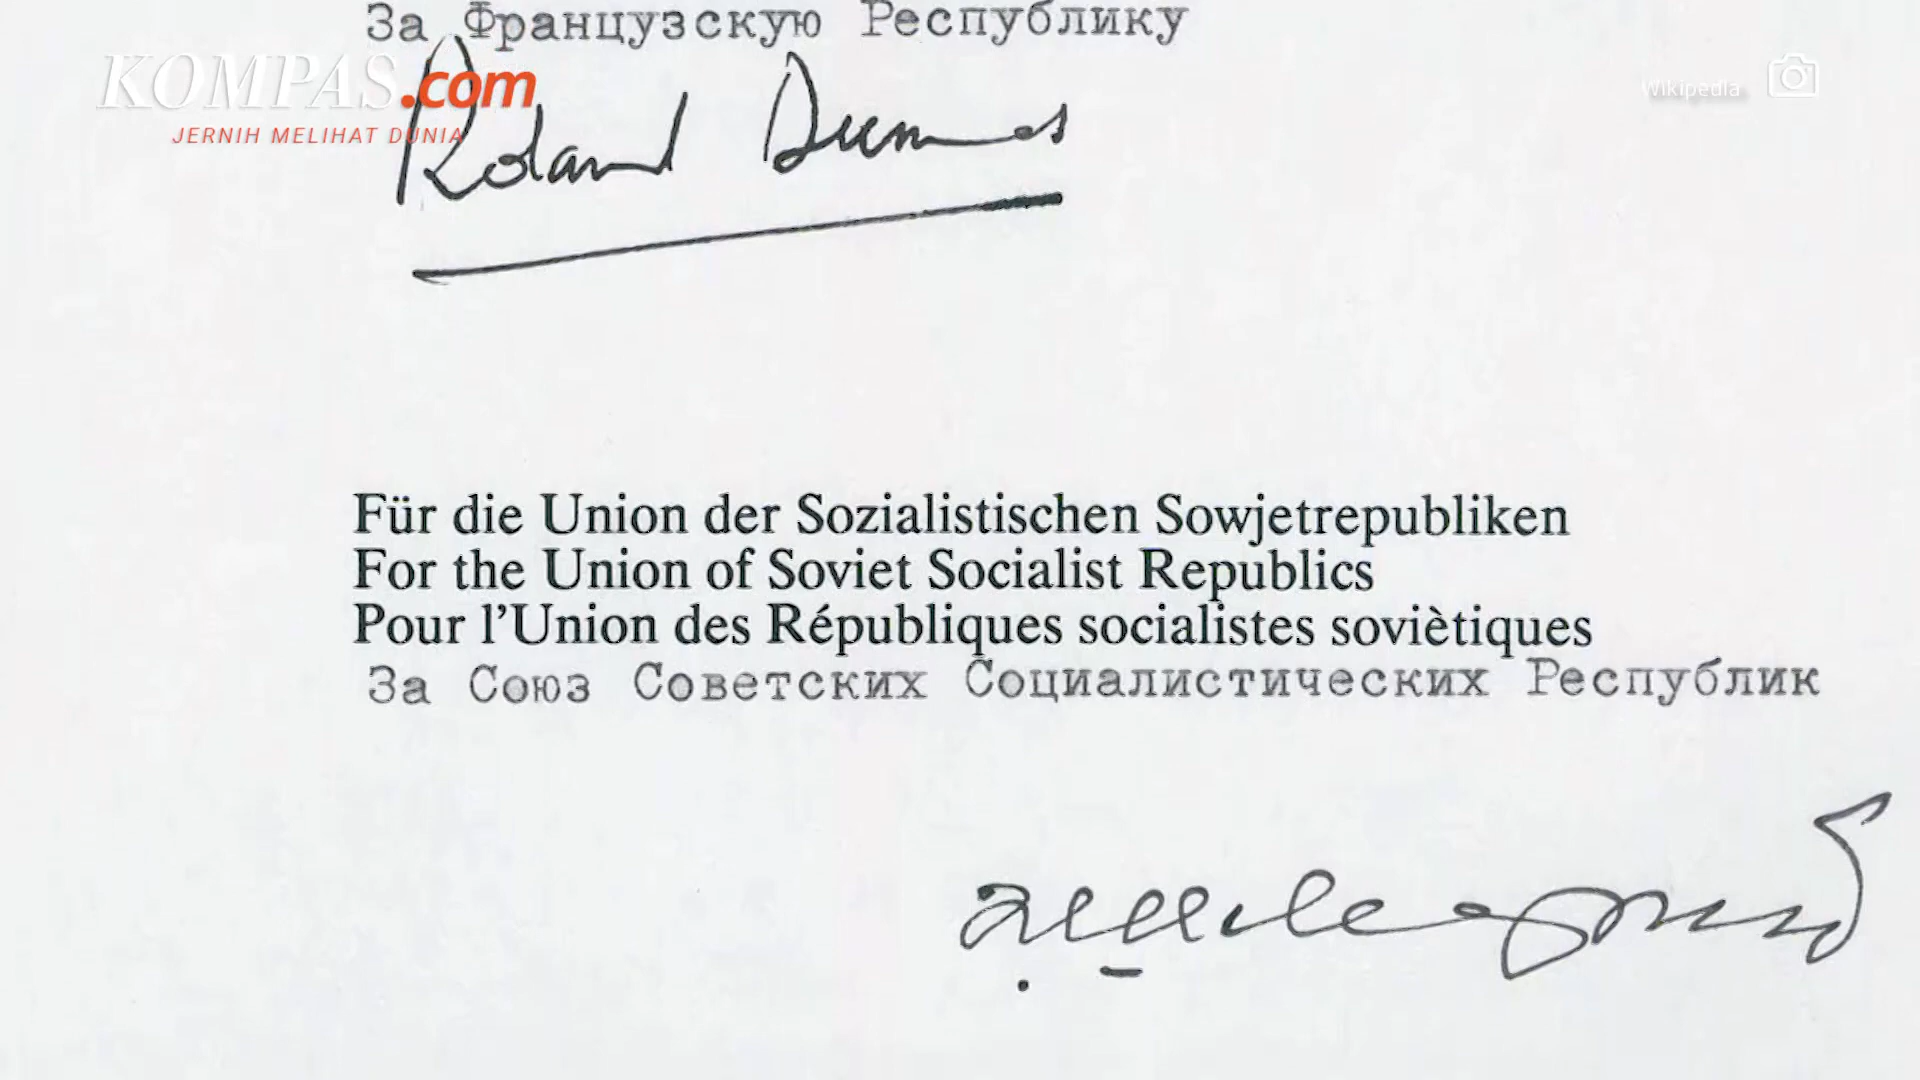 За Французскую Республику
KOMPAS.com
JERNIH MELIHAT DUNIA
Wikipedia
Roland Dumas
Für die Union der Sozialistischen Sowjetrepubliken
For the Union of Soviet Socialist Republics
Pour l'Union des Républiques socialistes soviètiques
За Союз Советских Социалистических Республик